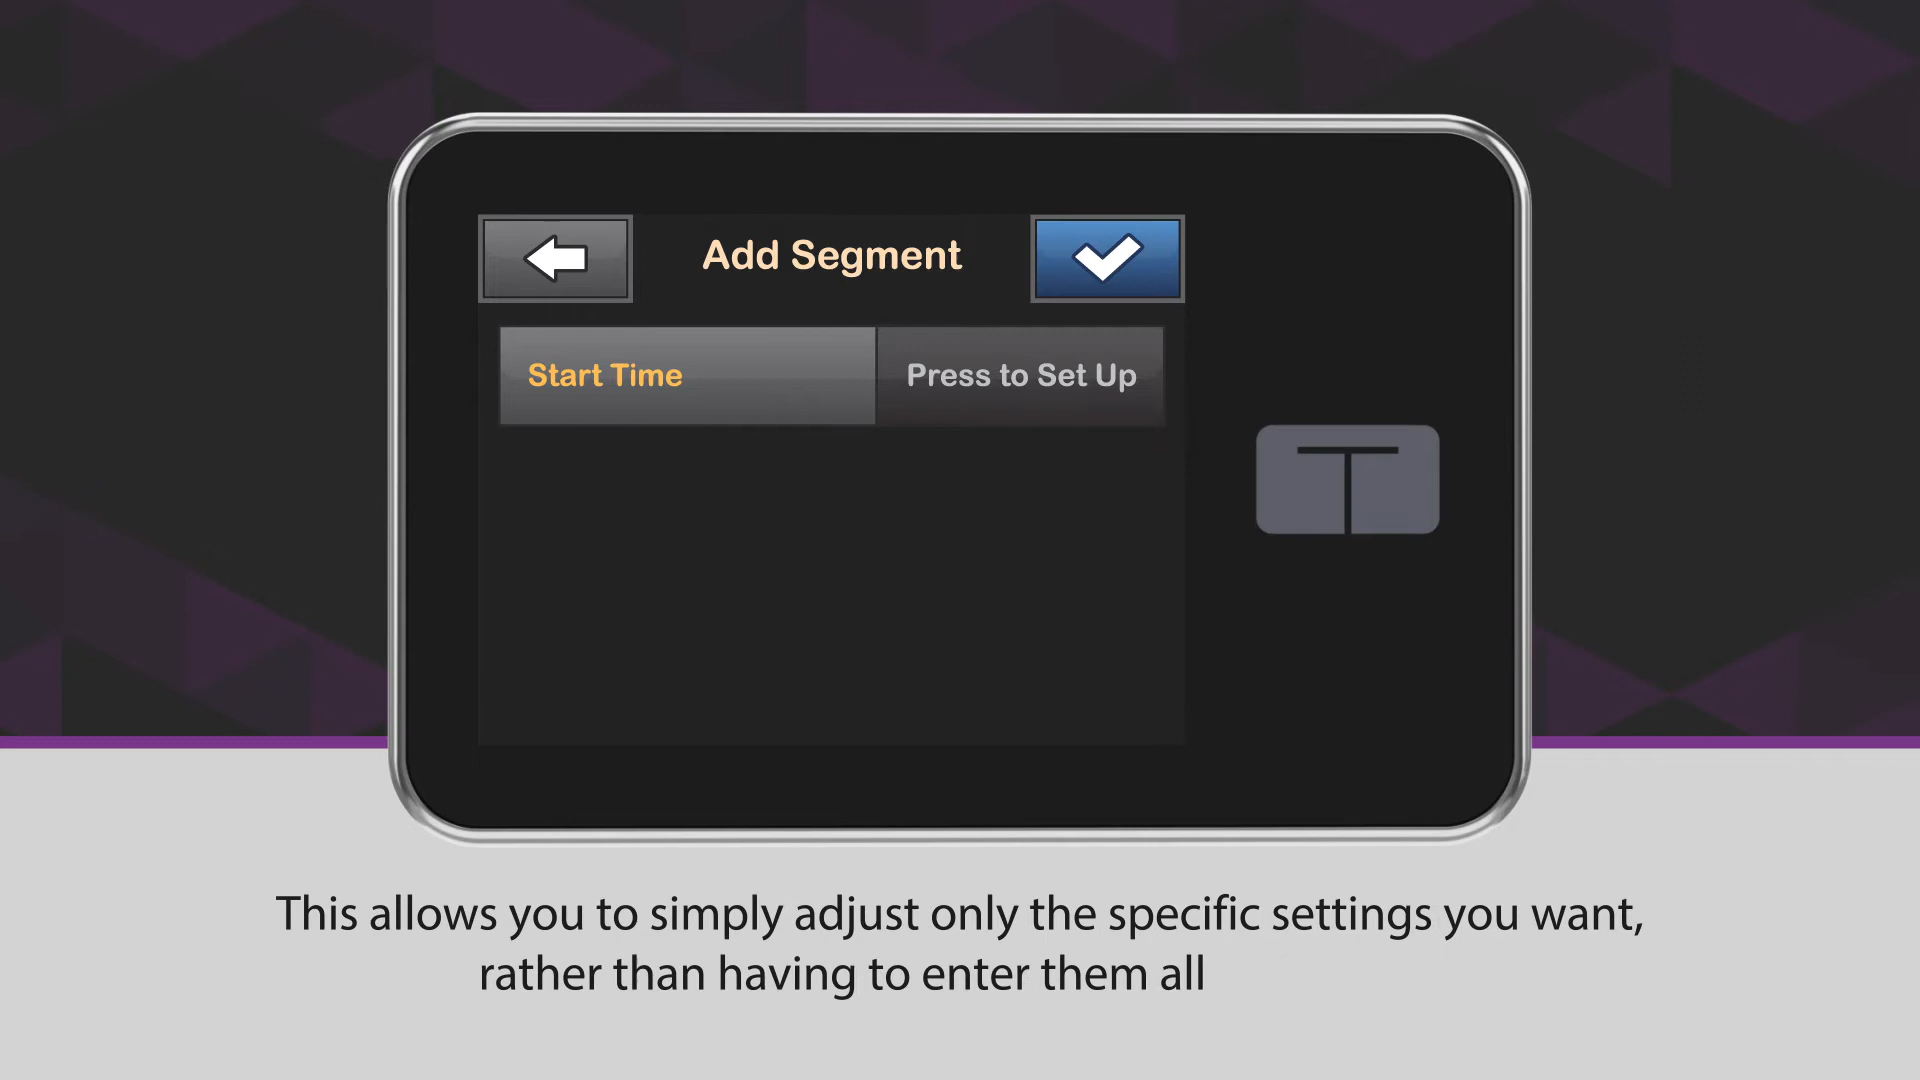 Add Segment
Start Time
Press to Set Up
This allows you to simply adjust only the specific settings you want,
rather than having to enter them all